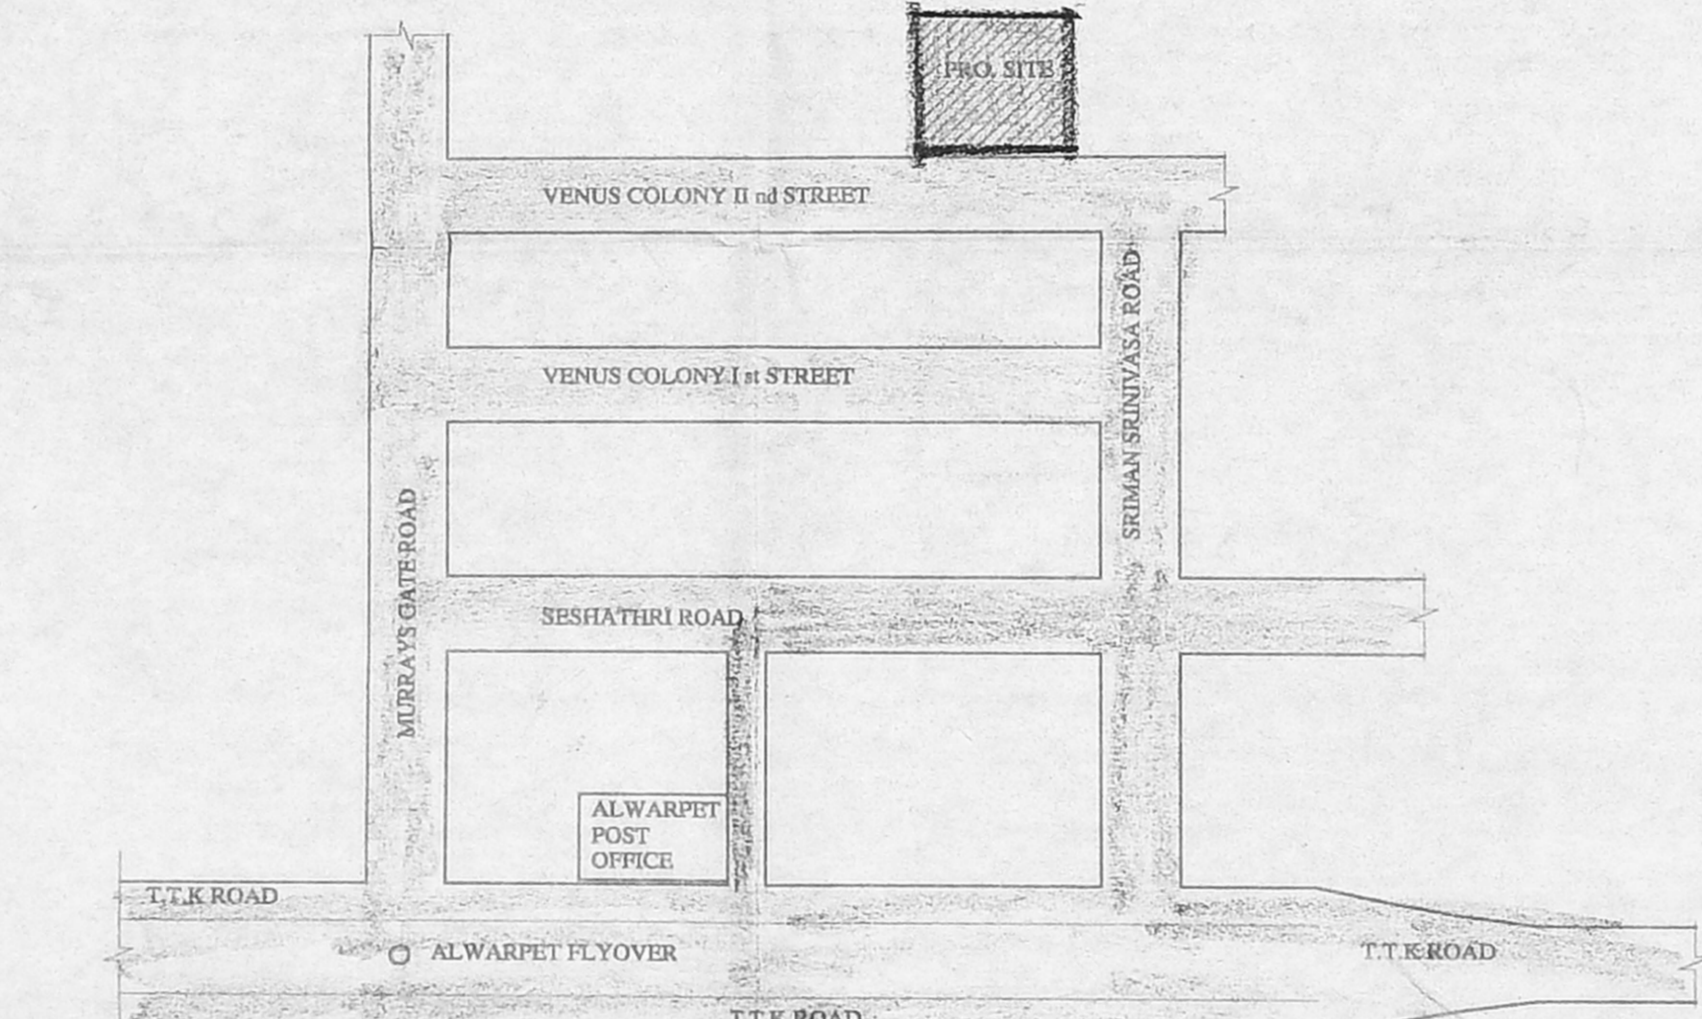 PRO. SITE
VENUS COLONY II nd STREET
SRIMAN SRINIVASA ROAD
VENUS COLONY I st STREET
MURRAYS GATE ROAD
SESHATHRI ROAD
ALWARPET
POST
OFFICE
T.T.K ROAD
ALWARPET FLYOVER
T.T.K ROAD
T.T.K ROAD